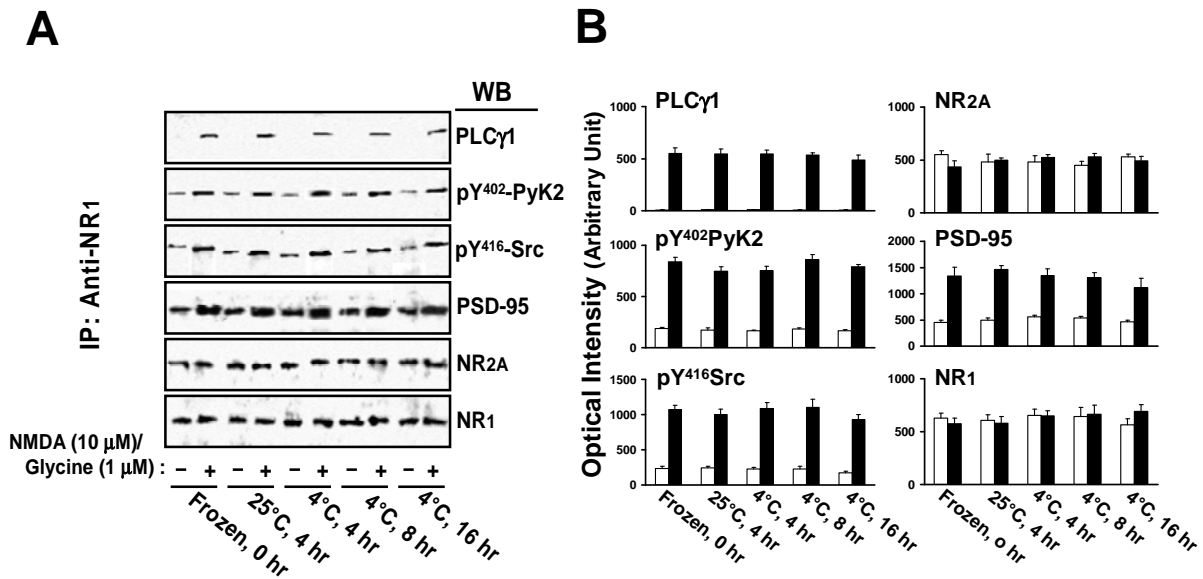 A
WB
PLCγ1
pY⁴⁰²-PyK2
pY⁴¹⁶-Src
PSD-95
NR2A
NR1
IP: Anti-NR1
NMDA (10 μM)/
Glycine (1 μM) : – + – + – + – + – +
Frozen, 0 hr
25°C, 4 hr
4°C, 4 hr
4°C, 8 hr
4°C, 16 hr
B
Optical Intensity (Arbitrary Unit)
PLCγ1
1000
500
0
NR2A
1000
500
0
pY⁴⁰²PyK2
1000
500
0
PSD-95
2000
1500
1000
500
0
pY⁴¹⁶Src
1500
1000
500
0
NR1
1000
500
0
Frozen, 0 hr
25°C, 4 hr
4°C, 4 hr
4°C, 8 hr
4°C, 16 hr
Frozen, o hr
25°C, 4 hr
4°C, 4 hr
4°C, 8 hr
4°C, 16 hr